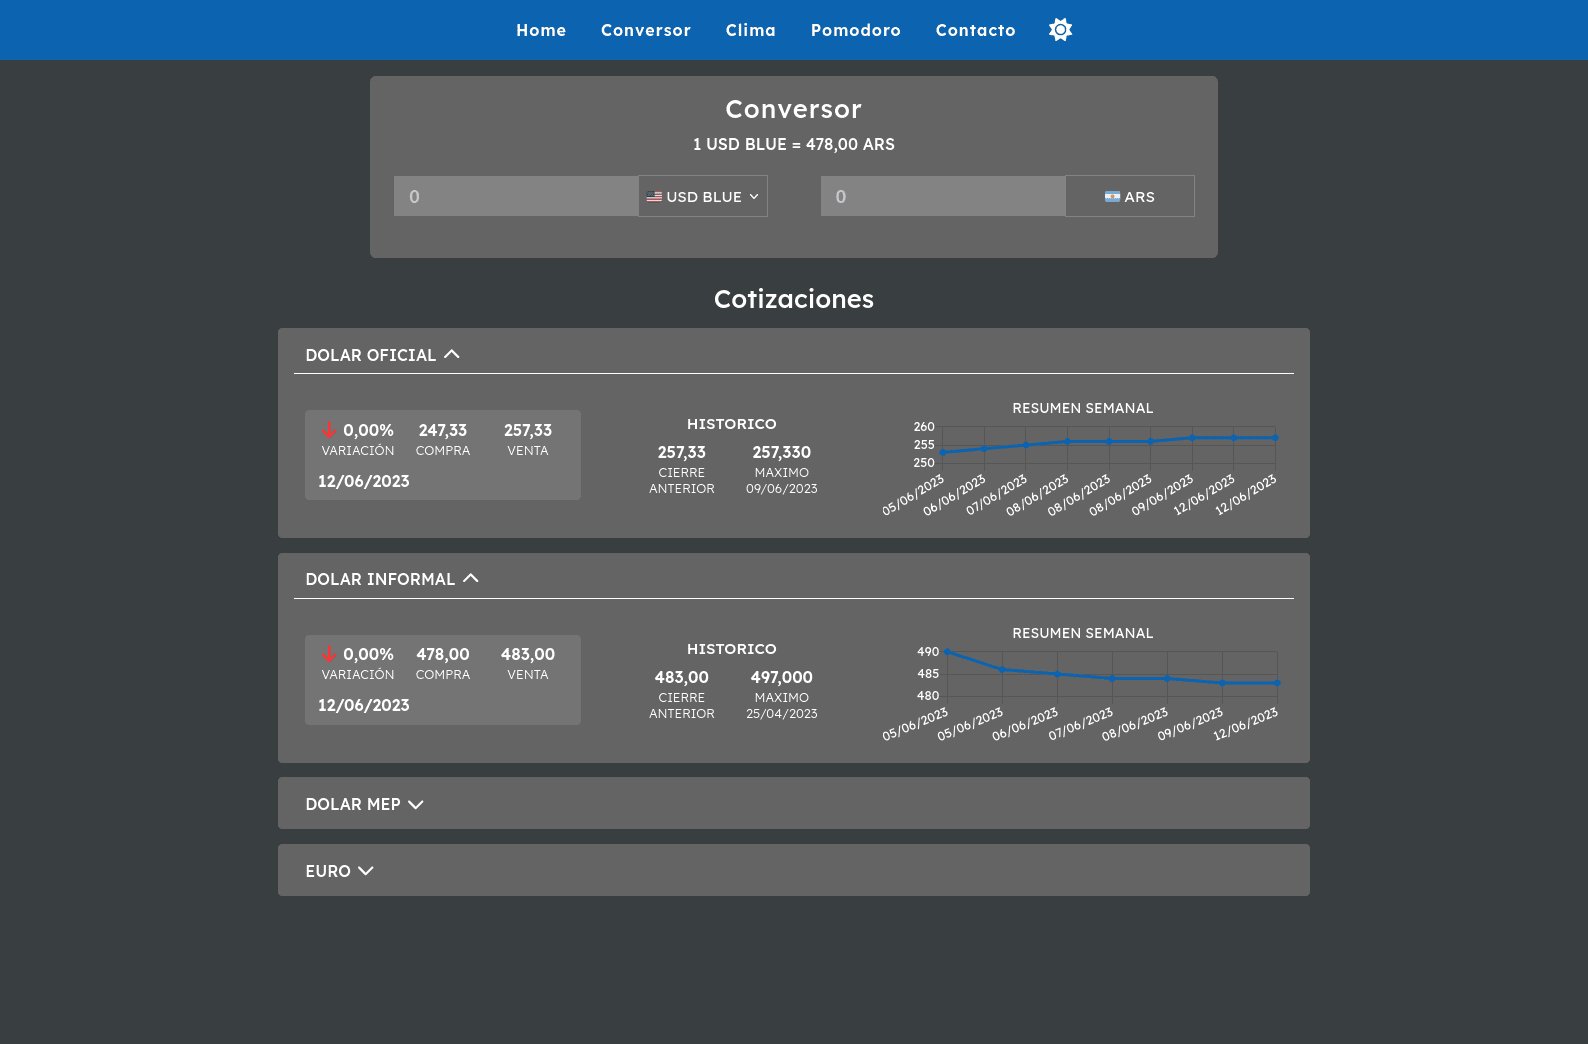 Home Conversor Clima Pomodoro Contacto
Conversor
1 USD BLUE = 478,00 ARS
0 USD BLUE 0 ARS
Cotizaciones
DOLAR OFICIAL
0,00% 247,33 257,33
VARIACIÓN COMPRA VENTA
12/06/2023
HISTORICO
257,33 257,330
CIERRE MAXIMO
ANTERIOR 09/06/2023
RESUMEN SEMANAL
260
255
250
05/06/2023 06/06/2023 07/06/2023 08/06/2023 08/06/2023 08/06/2023 09/06/2023 12/06/2023 12/06/2023
DOLAR INFORMAL
0,00% 478,00 483,00
VARIACIÓN COMPRA VENTA
12/06/2023
HISTORICO
483,00 497,000
CIERRE MAXIMO
ANTERIOR 25/04/2023
RESUMEN SEMANAL
490
485
480
05/06/2023 05/06/2023 06/06/2023 07/06/2023 08/06/2023 09/06/2023 12/06/2023
DOLAR MEP
EURO